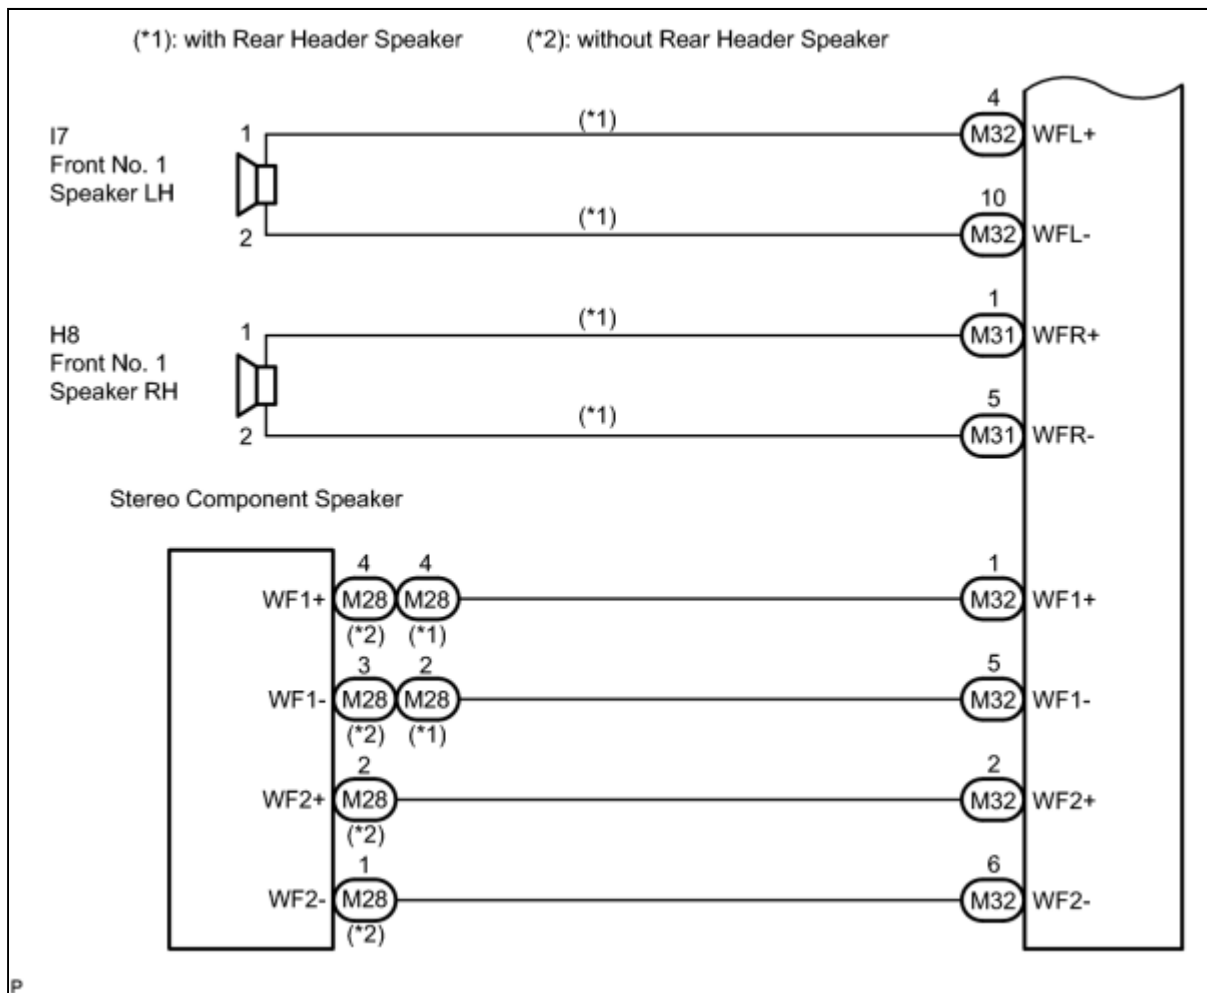 (*1): with Rear Header Speaker (*2): without Rear Header Speaker
I7
Front No. 1
Speaker LH
1
(*1)
4
M32
WFL+
2
(*1)
10
M32
WFL-
H8
Front No. 1
Speaker RH
1
(*1)
1
M31
WFR+
2
(*1)
5
M31
WFR-
Stereo Component Speaker
4 4 1
WF1+ M28 M28 M32 WF1+
(*2) (*1)
3 2 5
WF1- M28 M28 M32 WF1-
(*2) (*1)
2 2
WF2+ M28 M32 WF2+
(*2)
1 6
WF2- M28 M32 WF2-
(*2)
P